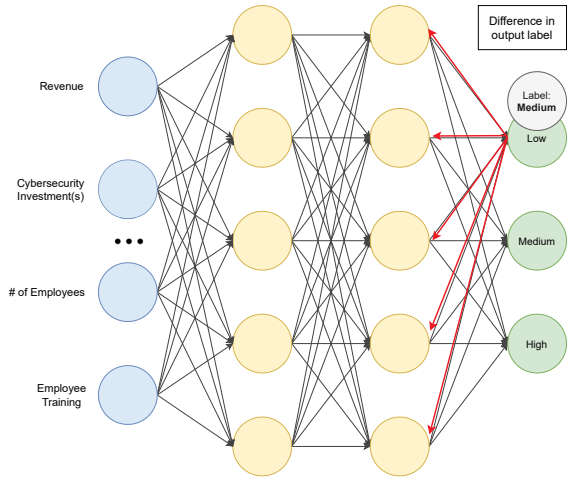 Difference in
output label
Revenue
Label:
Medium
Low
Cybersecurity
Investment(s)
Medium
•••
# of Employees
High
Employee
Training